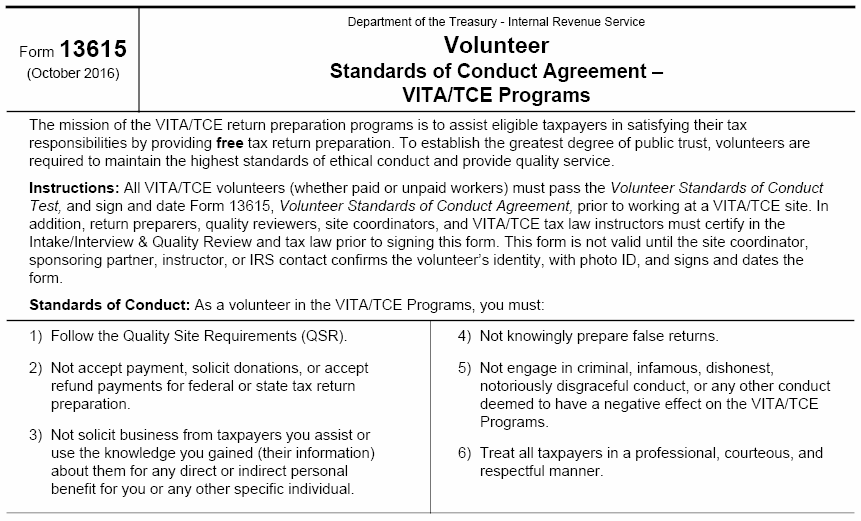 Department of the Treasury - Internal Revenue Service
Form 13615
(October 2016)
Volunteer
Standards of Conduct Agreement –
VITA/TCE Programs
The mission of the VITA/TCE return preparation programs is to assist eligible taxpayers in satisfying their tax
responsibilities by providing free tax return preparation. To establish the greatest degree of public trust, volunteers are
required to maintain the highest standards of ethical conduct and provide quality service.
Instructions: All VITA/TCE volunteers (whether paid or unpaid workers) must pass the Volunteer Standards of Conduct
Test, and sign and date Form 13615, Volunteer Standards of Conduct Agreement, prior to working at a VITA/TCE site. In
addition, return preparers, quality reviewers, site coordinators, and VITA/TCE tax law instructors must certify in the
Intake/Interview & Quality Review and tax law prior to signing this form. This form is not valid until the site coordinator,
sponsoring partner, instructor, or IRS contact confirms the volunteer's identity, with photo ID, and signs and dates the
form.
Standards of Conduct: As a volunteer in the VITA/TCE Programs, you must:
1) Follow the Quality Site Requirements (QSR).
2) Not accept payment, solicit donations, or accept
refund payments for federal or state tax return
preparation.
3) Not solicit business from taxpayers you assist or
use the knowledge you gained (their information)
about them for any direct or indirect personal
benefit for you or any other specific individual.
4) Not knowingly prepare false returns.
5) Not engage in criminal, infamous, dishonest,
notoriously disgraceful conduct, or any other conduct
deemed to have a negative effect on the VITA/TCE
Programs.
6) Treat all taxpayers in a professional, courteous, and
respectful manner.